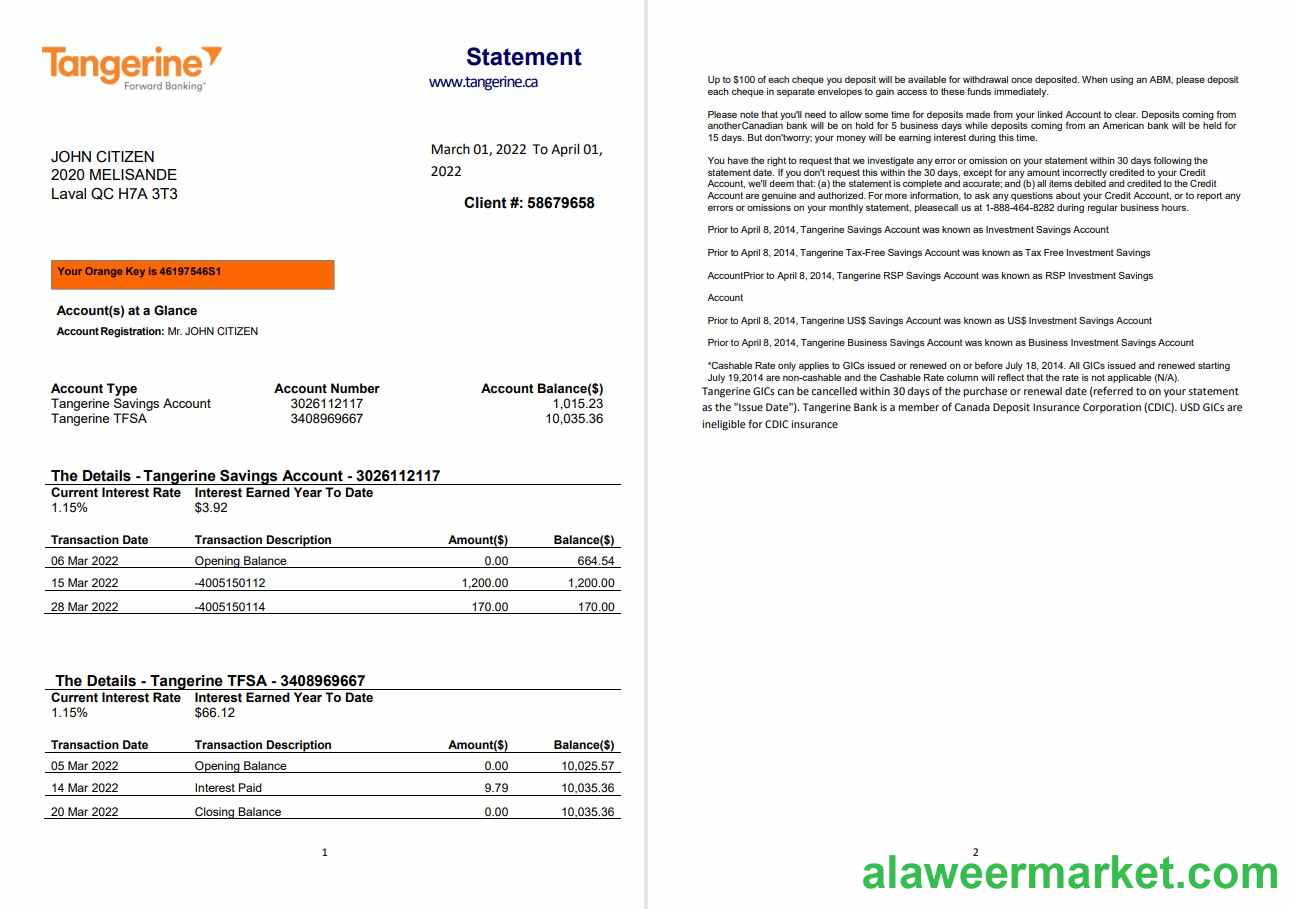 Tangerine
Forward Banking
Statement
www.tangerine.ca
JOHN CITIZEN
2020 MELISANDE
Laval QC H7A 3T3
March 01, 2022 To April 01,
2022
Client #: 58679658
Your Orange Key is 46197546S1
Account(s) at a Glance
Account Registration: Mr. JOHN CITIZEN
Account Type Account Number Account Balance($)
Tangerine Savings Account 3026112117 1,015.23
Tangerine TFSA 3408969667 10,035.36
The Details - Tangerine Savings Account - 3026112117
Current Interest Rate Interest Earned Year To Date
1.15% $3.92
Transaction Date Transaction Description Amount($) Balance($)
06 Mar 2022 Opening Balance 0.00 664.54
15 Mar 2022 -4005150112 1,200.00 1,200.00
28 Mar 2022 -4005150114 170.00 170.00
The Details - Tangerine TFSA - 3408969667
Current Interest Rate Interest Earned Year To Date
1.15% $66.12
Transaction Date Transaction Description Amount($) Balance($)
05 Mar 2022 Opening Balance 0.00 10,025.57
14 Mar 2022 Interest Paid 9.79 10,035.36
20 Mar 2022 Closing Balance 0.00 10,035.36
1
Up to $100 of each cheque you deposit will be available for withdrawal once deposited. When using an ABM, please deposit
each cheque in separate envelopes to gain access to these funds immediately.
Please note that you'll need to allow some time for deposits made from your linked Account to clear. Deposits coming from
anotherCanadian bank will be on hold for 5 business days while deposits coming from an American bank will be held for
15 days. But don'tworry; your money will be earning interest during this time.
You have the right to request that we investigate any error or omission on your statement within 30 days following the
statement date. If you don't request this within the 30 days, except for any amount incorrectly credited to your Credit
Account, we'll deem that: (a) the statement is complete and accurate; and (b) all items debited and credited to the Credit
Account are genuine and authorized. For more information, to ask any questions about your Credit Account, or to report any
errors or omissions on your monthly statement, pleasecall us at 1-888-464-8282 during regular business hours.
Prior to April 8, 2014, Tangerine Savings Account was known as Investment Savings Account
Prior to April 8, 2014, Tangerine Tax-Free Savings Account was known as Tax Free Investment Savings
AccountPrior to April 8, 2014, Tangerine RSP Savings Account was known as RSP Investment Savings
Account
Prior to April 8, 2014, Tangerine US$ Savings Account was known as US$ Investment Savings Account
Prior to April 8, 2014, Tangerine Business Savings Account was known as Business Investment Savings Account
*Cashable Rate only applies to GICs issued or renewed on or before July 18, 2014. All GICs issued and renewed starting
July 19,2014 are non-cashable and the Cashable Rate column will reflect that the rate is not applicable (N/A).
Tangerine GICs can be cancelled within 30 days of the purchase or renewal date (referred to on your statement
as the "Issue Date"). Tangerine Bank is a member of Canada Deposit Insurance Corporation (CDIC). USD GICs are
ineligible for CDIC insurance
2
alaweermarket.com